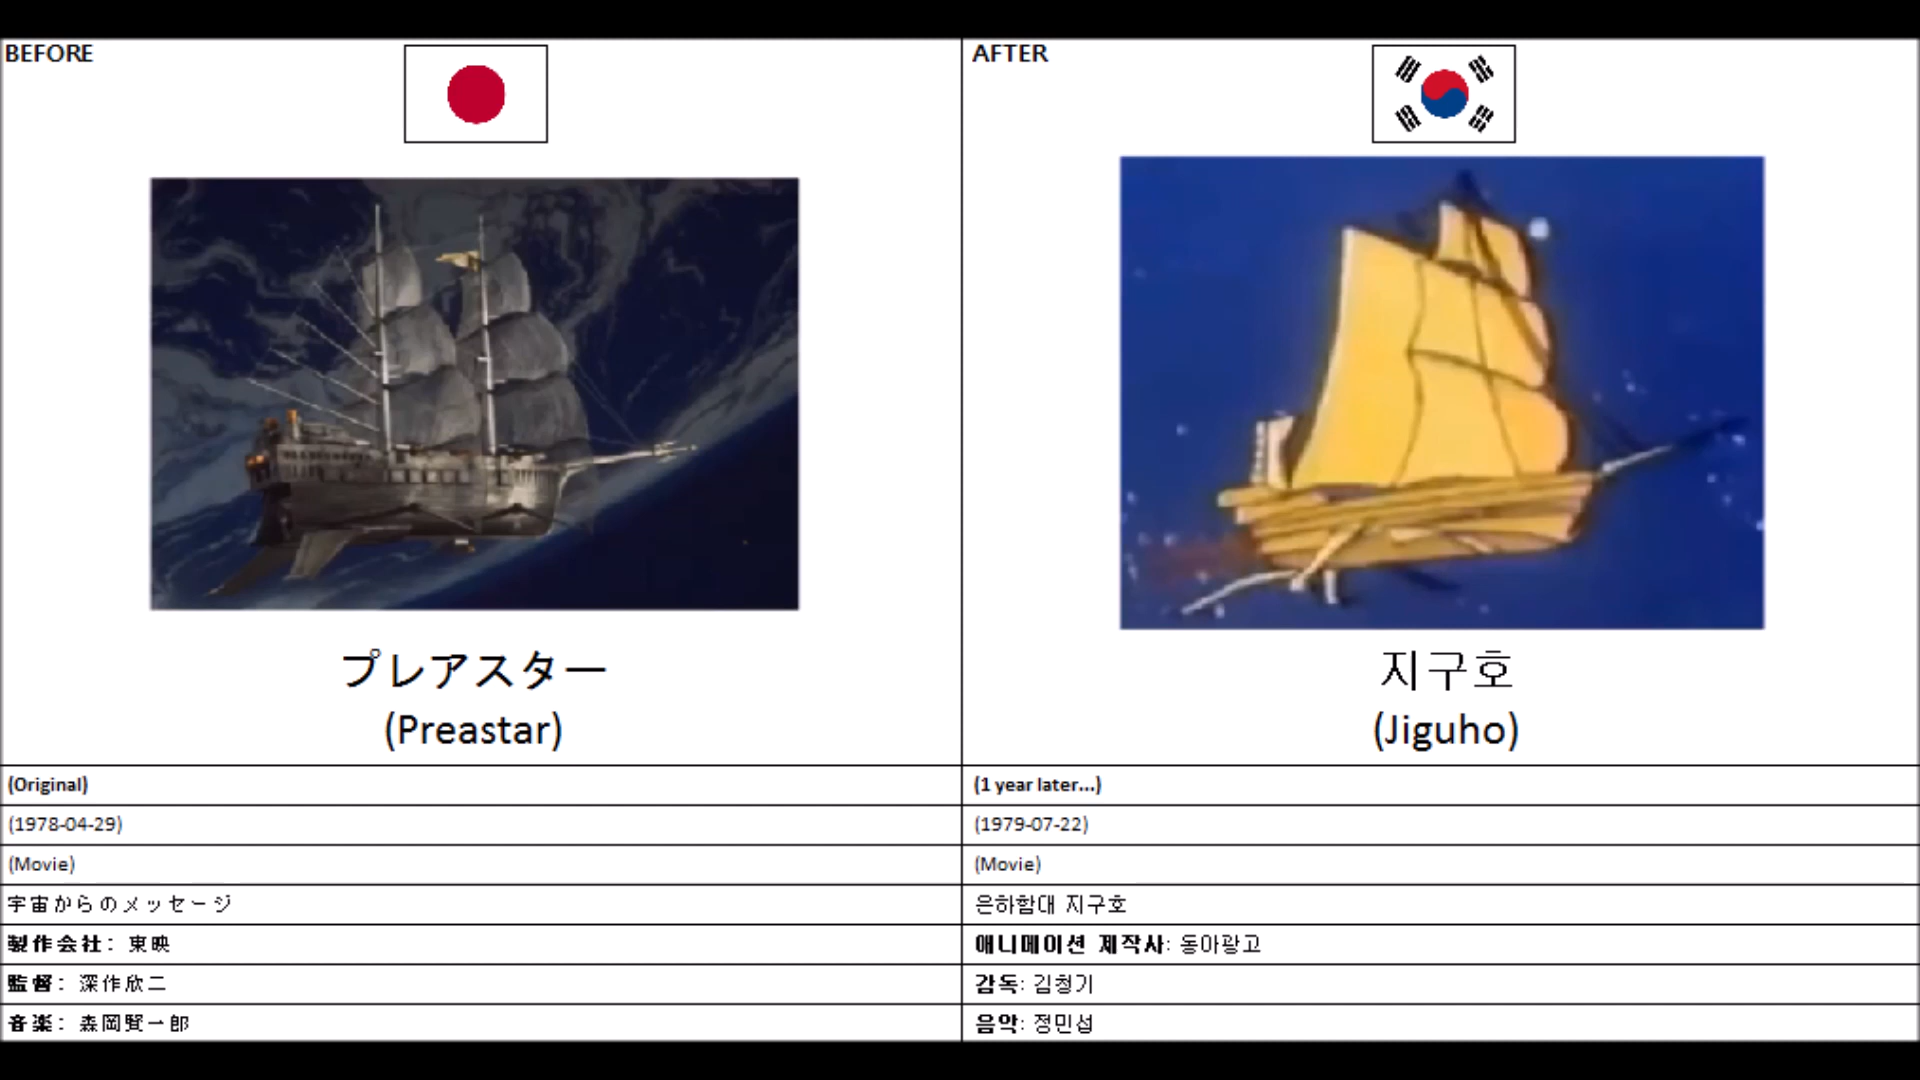 BEFORE
プレアスター
(Preastar)
(Original)
(1978-04-29)
(Movie)
宇宙からのメッセージ
製作会社: 東映
監督: 深作欣二
音楽: 森岡賢一郎
AFTER
지구호
(Jiguho)
(1 year later...)
(1979-07-22)
(Movie)
은하함대 지구호
애니메이션 제작사: 동아광고
감독: 김청기
음악: 정민섭